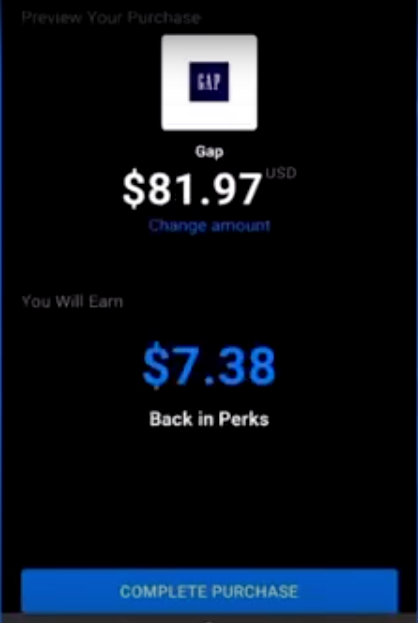 Preview Your Purchase
GAP
Gap
$81.97 USD
Change amount
You Will Earn
$7.38
Back in Perks
COMPLETE PURCHASE